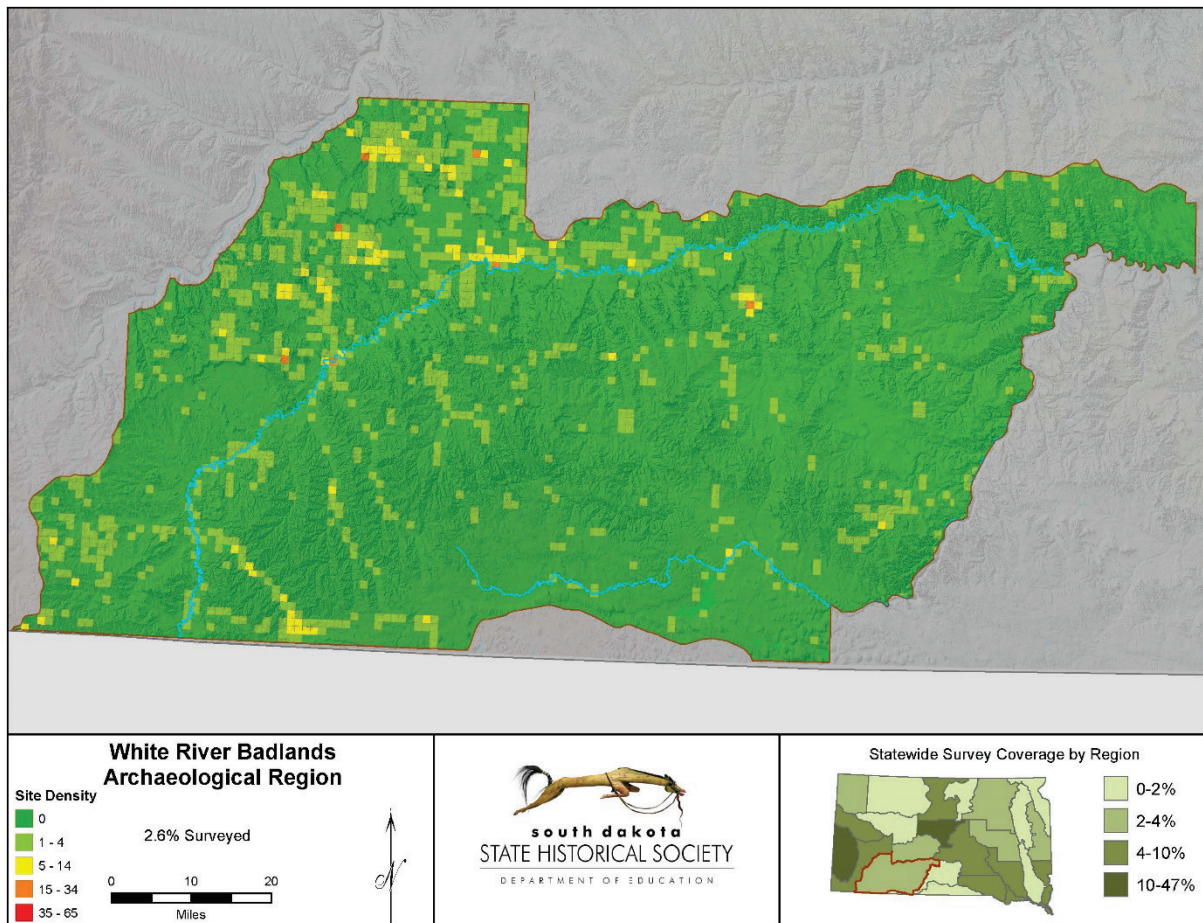 White River Badlands
Archaeological Region
Site Density
0
1 - 4
5 - 14
15 - 34
35 - 65
2.6% Surveyed
0 10 20
Miles
N
south dakota
STATE HISTORICAL SOCIETY
DEPARTMENT OF EDUCATION
Statewide Survey Coverage by Region
0-2%
2-4%
4-10%
10-47%